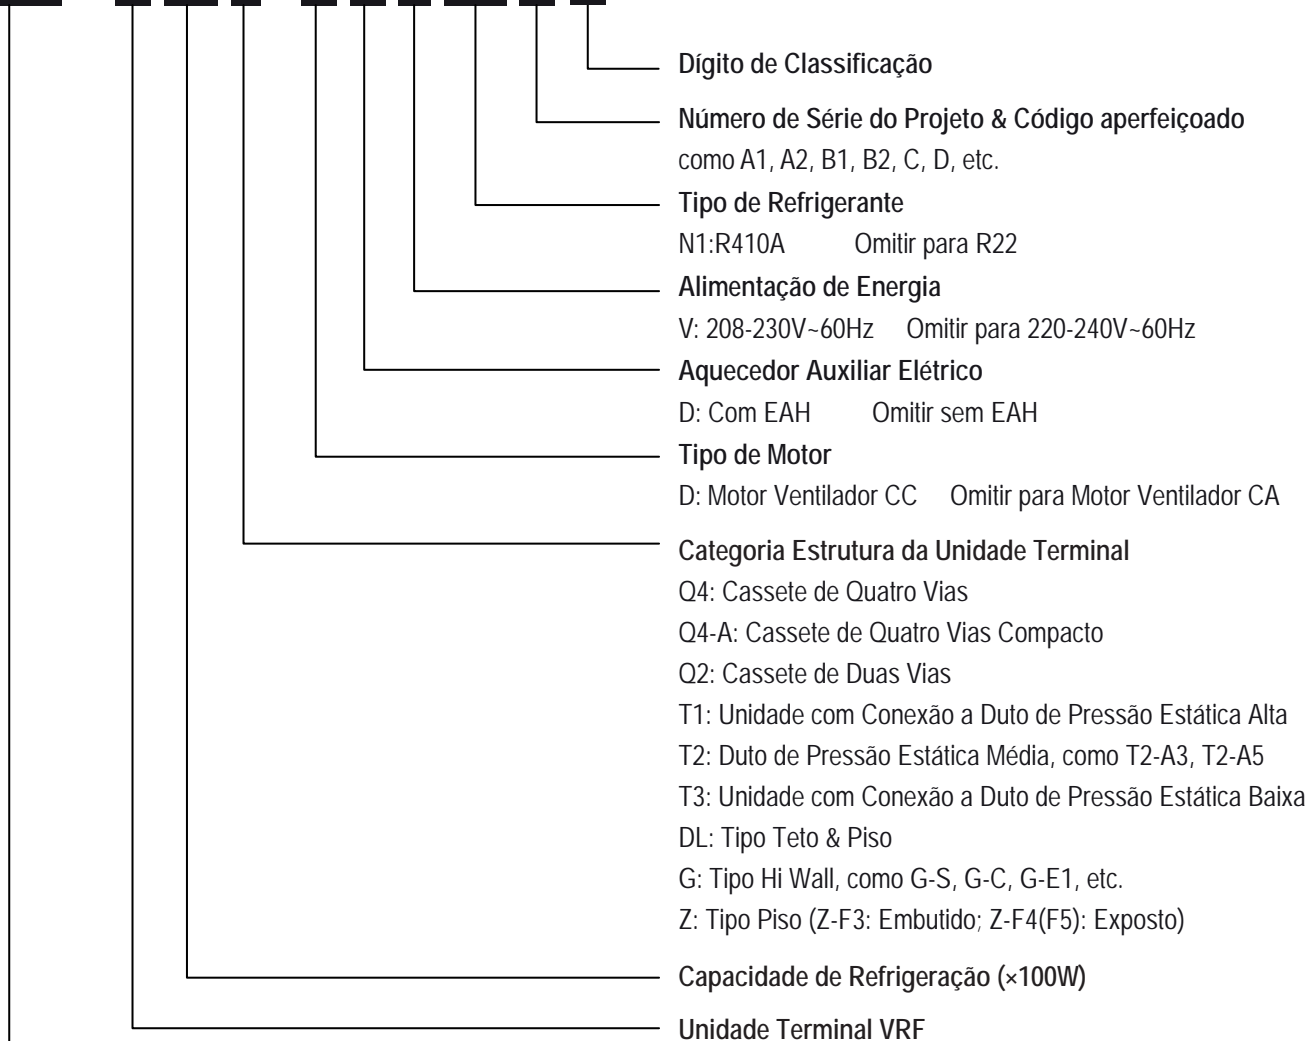 Dígito de Classificação
Número de Série do Projeto & Código aperfeiçoado
como A1, A2, B1, B2, C, D, etc.
Tipo de Refrigerante
N1:R410A Omitir para R22
Alimentação de Energia
V: 208-230V~60Hz Omitir para 220-240V~60Hz
Aquecedor Auxiliar Elétrico
D: Com EAH Omitir sem EAH
Tipo de Motor
D: Motor Ventilador CC Omitir para Motor Ventilador CA
Categoria Estrutura da Unidade Terminal
Q4: Cassete de Quatro Vias
Q4-A: Cassete de Quatro Vias Compacto
Q2: Cassete de Duas Vias
T1: Unidade com Conexão a Duto de Pressão Estática Alta
T2: Duto de Pressão Estática Média, como T2-A3, T2-A5
T3: Unidade com Conexão a Duto de Pressão Estática Baixa
DL: Tipo Teto & Piso
G: Tipo Hi Wall, como G-S, G-C, G-E1, etc.
Z: Tipo Piso (Z-F3: Embutido; Z-F4(F5): Exposto)
Capacidade de Refrigeração (×100W)
Unidade Terminal VRF